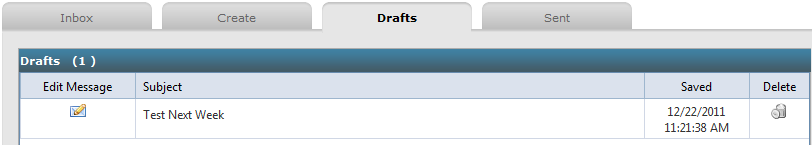 Inbox Create Drafts Sent
Drafts (1 )
Edit Message Subject Saved Delete
Test Next Week 12/22/2011
11:21:38 AM